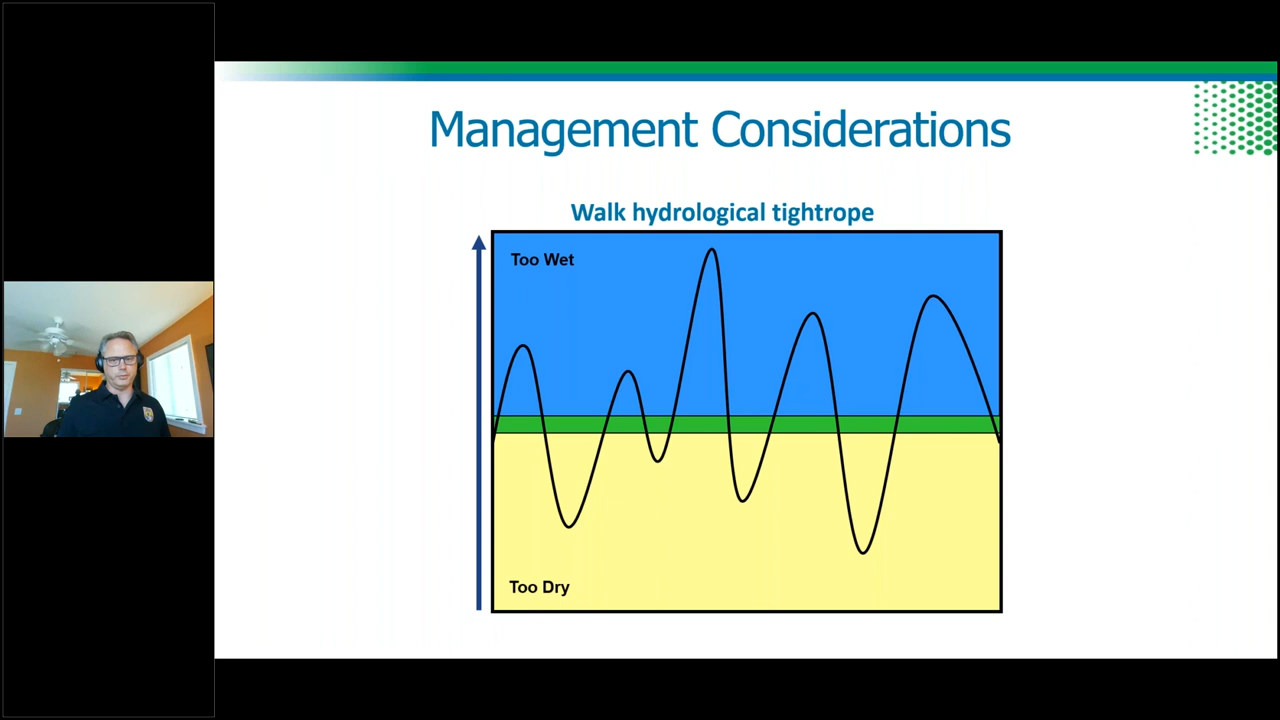 Management Considerations
Walk hydrological tightrope
Too Wet
Too Dry